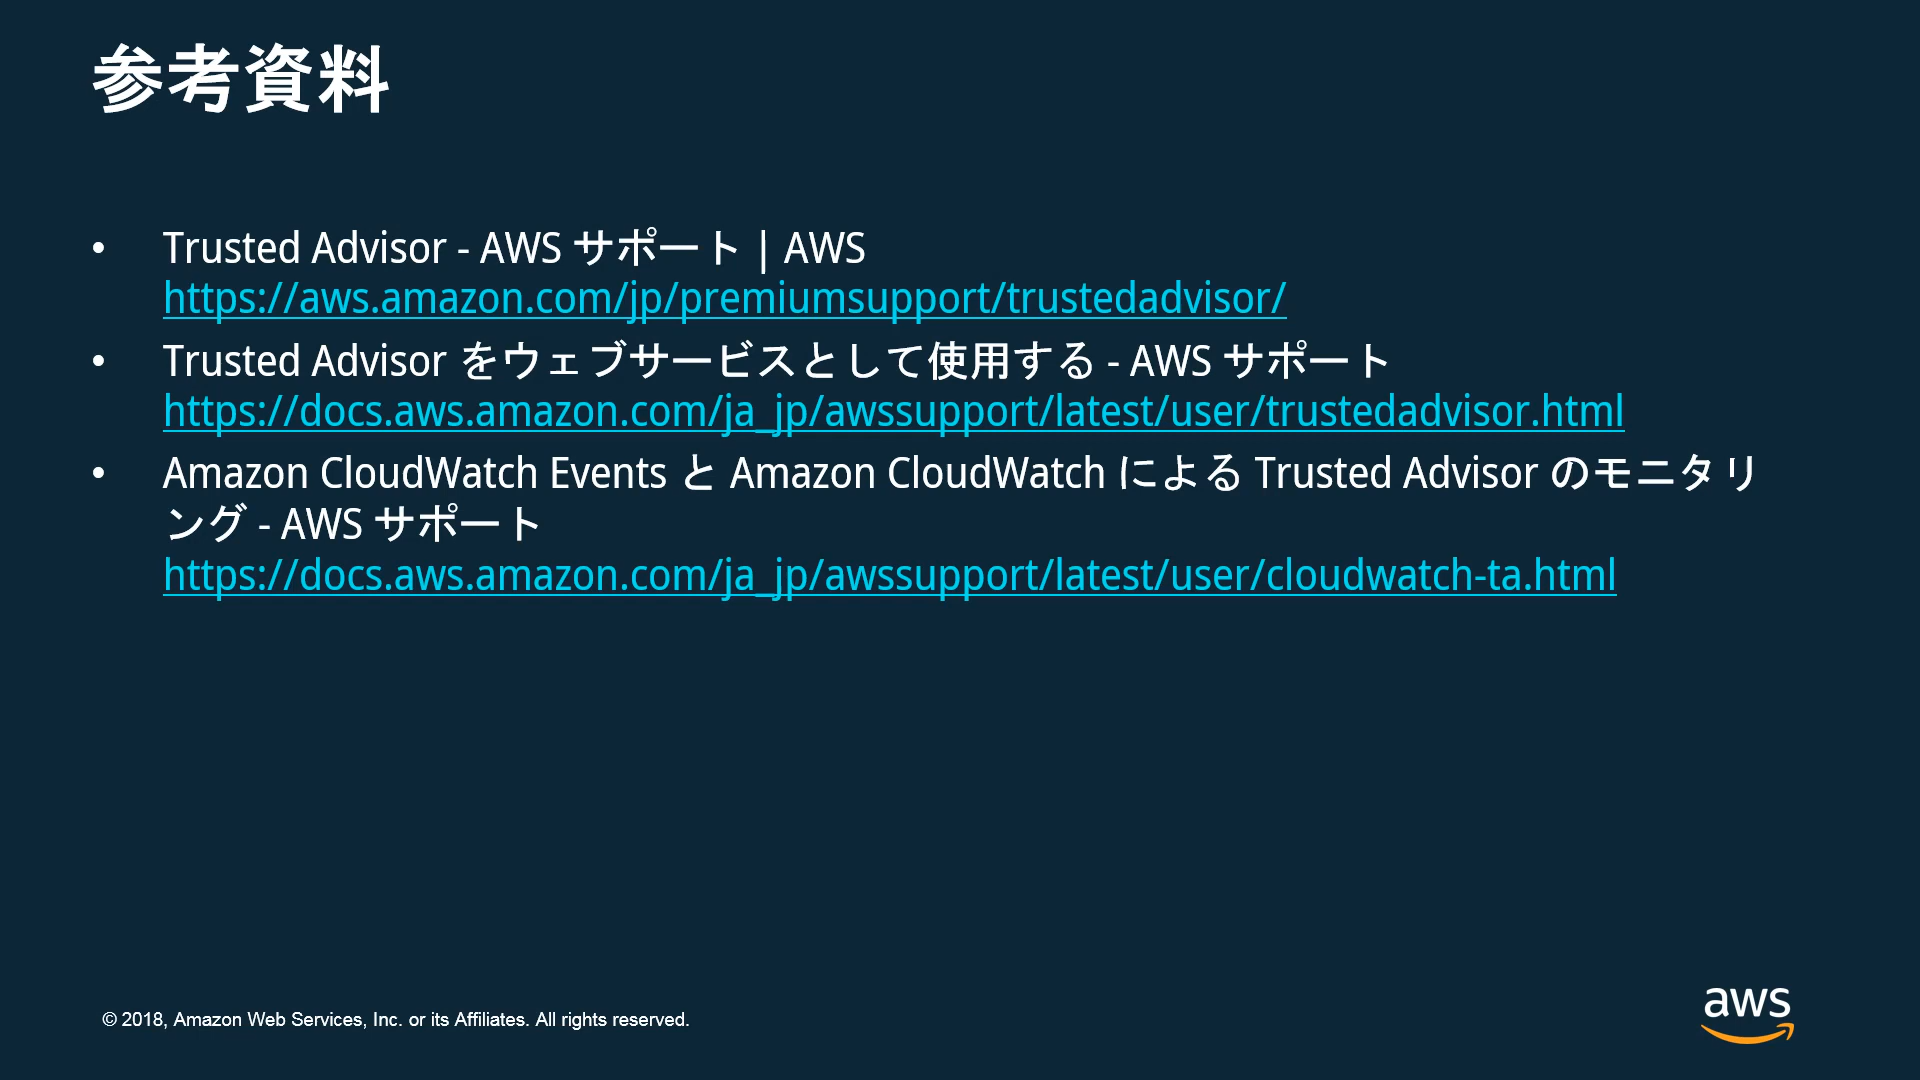 参考資料
• Trusted Advisor - AWS サポート | AWS
https://aws.amazon.com/jp/premiumsupport/trustedadvisor/
• Trusted Advisor をウェブサービスとして使用する - AWS サポート
https://docs.aws.amazon.com/ja_jp/awssupport/latest/user/trustedadvisor.html
• Amazon CloudWatch Events と Amazon CloudWatch による Trusted Advisor のモニタリ
ング - AWS サポート
https://docs.aws.amazon.com/ja_jp/awssupport/latest/user/cloudwatch-ta.html
© 2018, Amazon Web Services, Inc. or its Affiliates. All rights reserved.
aws